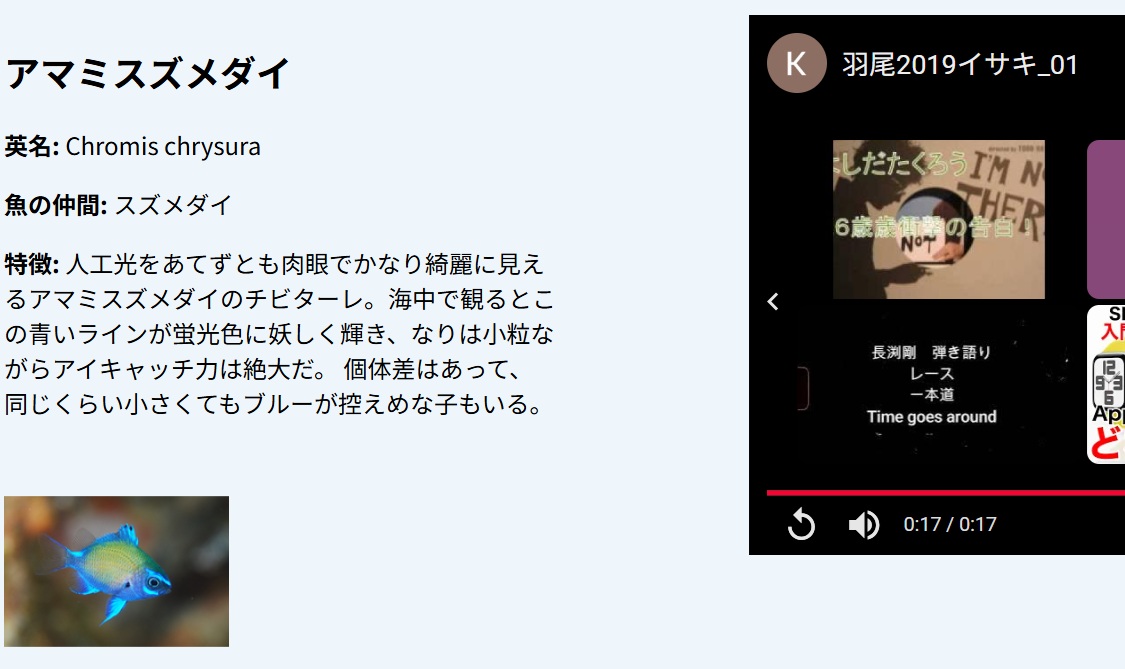 アマミスズメダイ
英名: Chromis chrysura
魚の仲間: スズメダイ
特徴: 人工光をあてずとも肉眼でかなり綺麗に見え
るアマミスズメダイのチビターレ。海中で観るとこ
の青いラインが蛍光色に妖しく輝き、なりは小粒な
がらアイキャッチ力は絶大だ。 個体差はあって、
同じくらい小さくてもブルーが控えめな子もいる。
K
羽尾2019イサキ_01
よしだたくろう
I'M NO
THER
6歳歳衝撃の告白!
NOT
長渕剛 弾き語り
レース
一本道
Time goes around
入門
12
9 3
6
App
ど
0:17 / 0:17